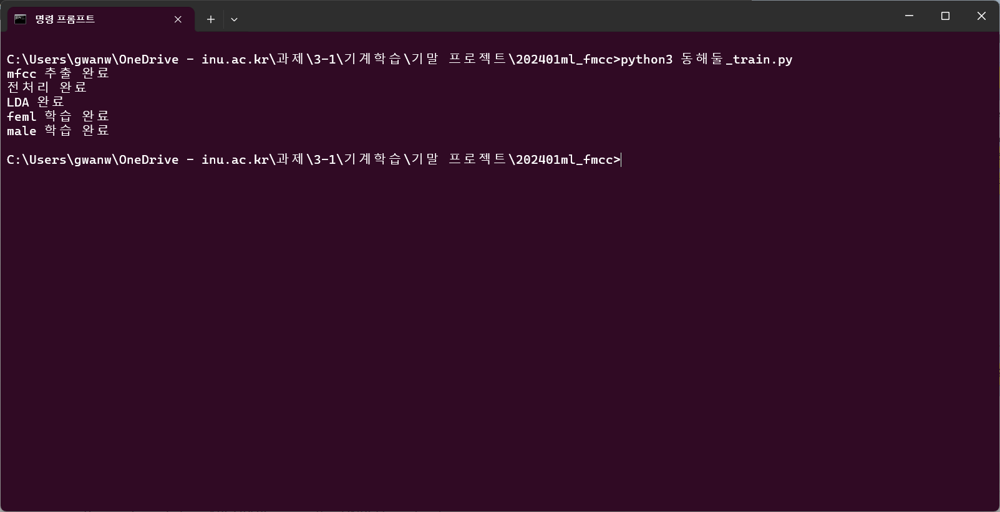 명령 프롬프트
C:\Users\gwanw\OneDrive - inu.ac.kr\과제\3-1\기계학습\기말 프로젝트\202401ml_fmcc>python3 동해둘_train.py
mfcc 추출 완료
전처리 완료
LDA 완료
feml 학습 완료
male 학습 완료
C:\Users\gwanw\OneDrive - inu.ac.kr\과제\3-1\기계학습\기말 프로젝트\202401ml_fmcc>